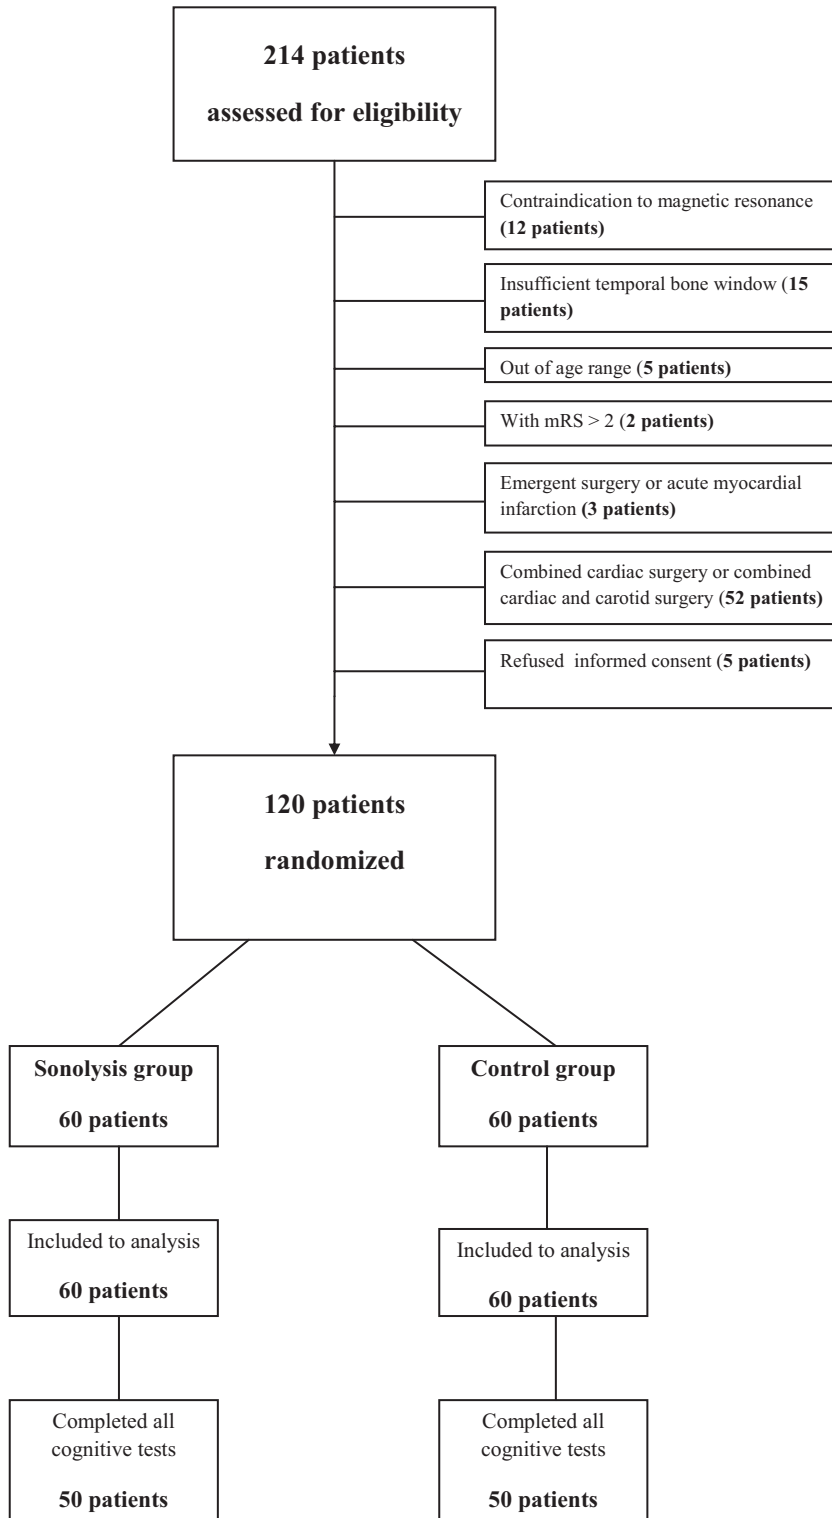 214 patients
assessed for eligibility
Contraindication to magnetic resonance
(12 patients)
Insufficient temporal bone window (15
patients)
Out of age range (5 patients)
With mRS > 2 (2 patients)
Emergent surgery or acute myocardial
infarction (3 patients)
Combined cardiac surgery or combined
cardiac and carotid surgery (52 patients)
Refused informed consent (5 patients)
120 patients
randomized
Sonolysis group
60 patients
Control group
60 patients
Included to analysis
60 patients
Included to analysis
60 patients
Completed all
cognitive tests
50 patients
Completed all
cognitive tests
50 patients